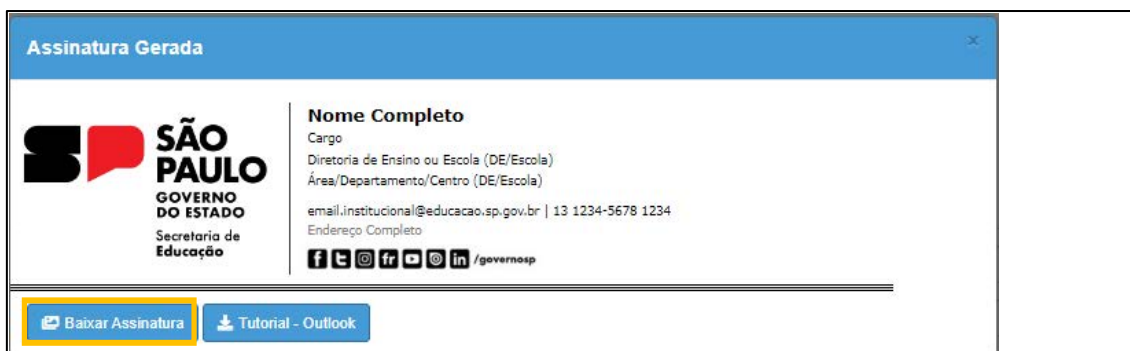 Assinatura Gerada
×
SÃO
PAULO
GOVERNO
DO ESTADO
Secretaria de
Educação
Nome Completo
Cargo
Diretoria de Ensino ou Escola (DE/Escola)
Área/Departamento/Centro (DE/Escola)
email.institucional@educacao.sp.gov.br | 13 1234-5678 1234
Endereço Completo
/governosp
Baixar Assinatura
Tutorial - Outlook